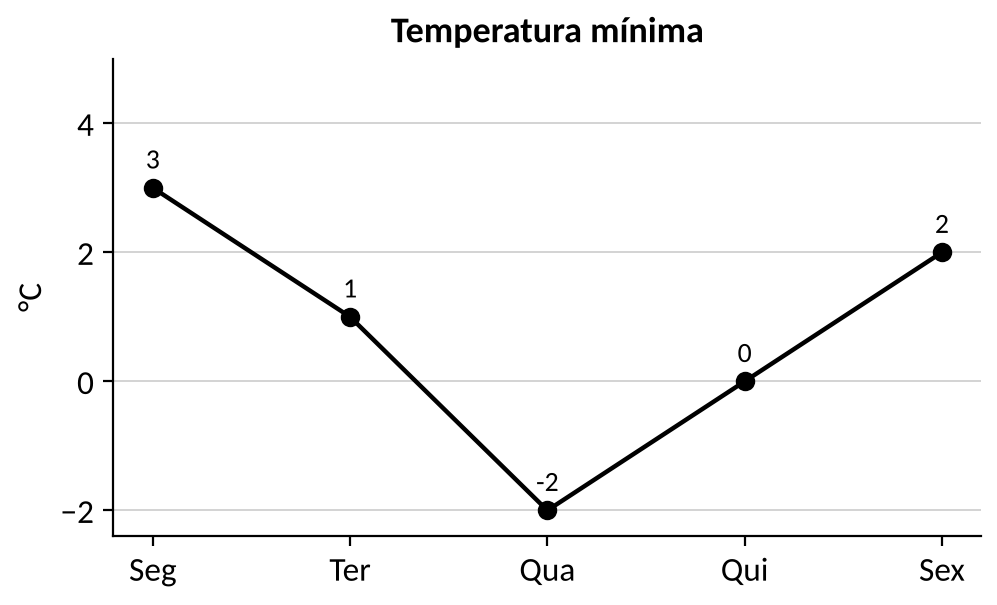 Temperatura mínima
°C
4
2
0
−2
3
1
-2
0
2
Seg
Ter
Qua
Qui
Sex